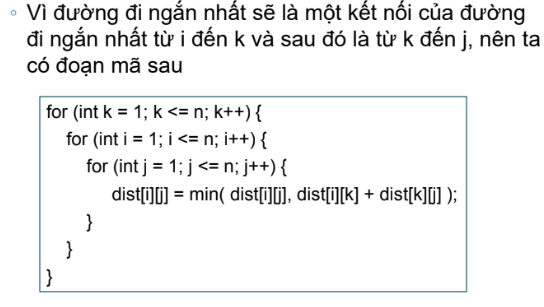 Vì đường đi ngắn nhất sẽ là một kết nối của đường
đi ngắn nhất từ i đến k và sau đó là từ k đến j, nên ta
có đoạn mã sau
for (int k = 1; k <= n; k++) {
for (int i = 1; i <= n; i++) {
for (int j = 1; j <= n; j++) {
dist[i][j] = min( dist[i][j], dist[i][k] + dist[k][j] );
}
}
}